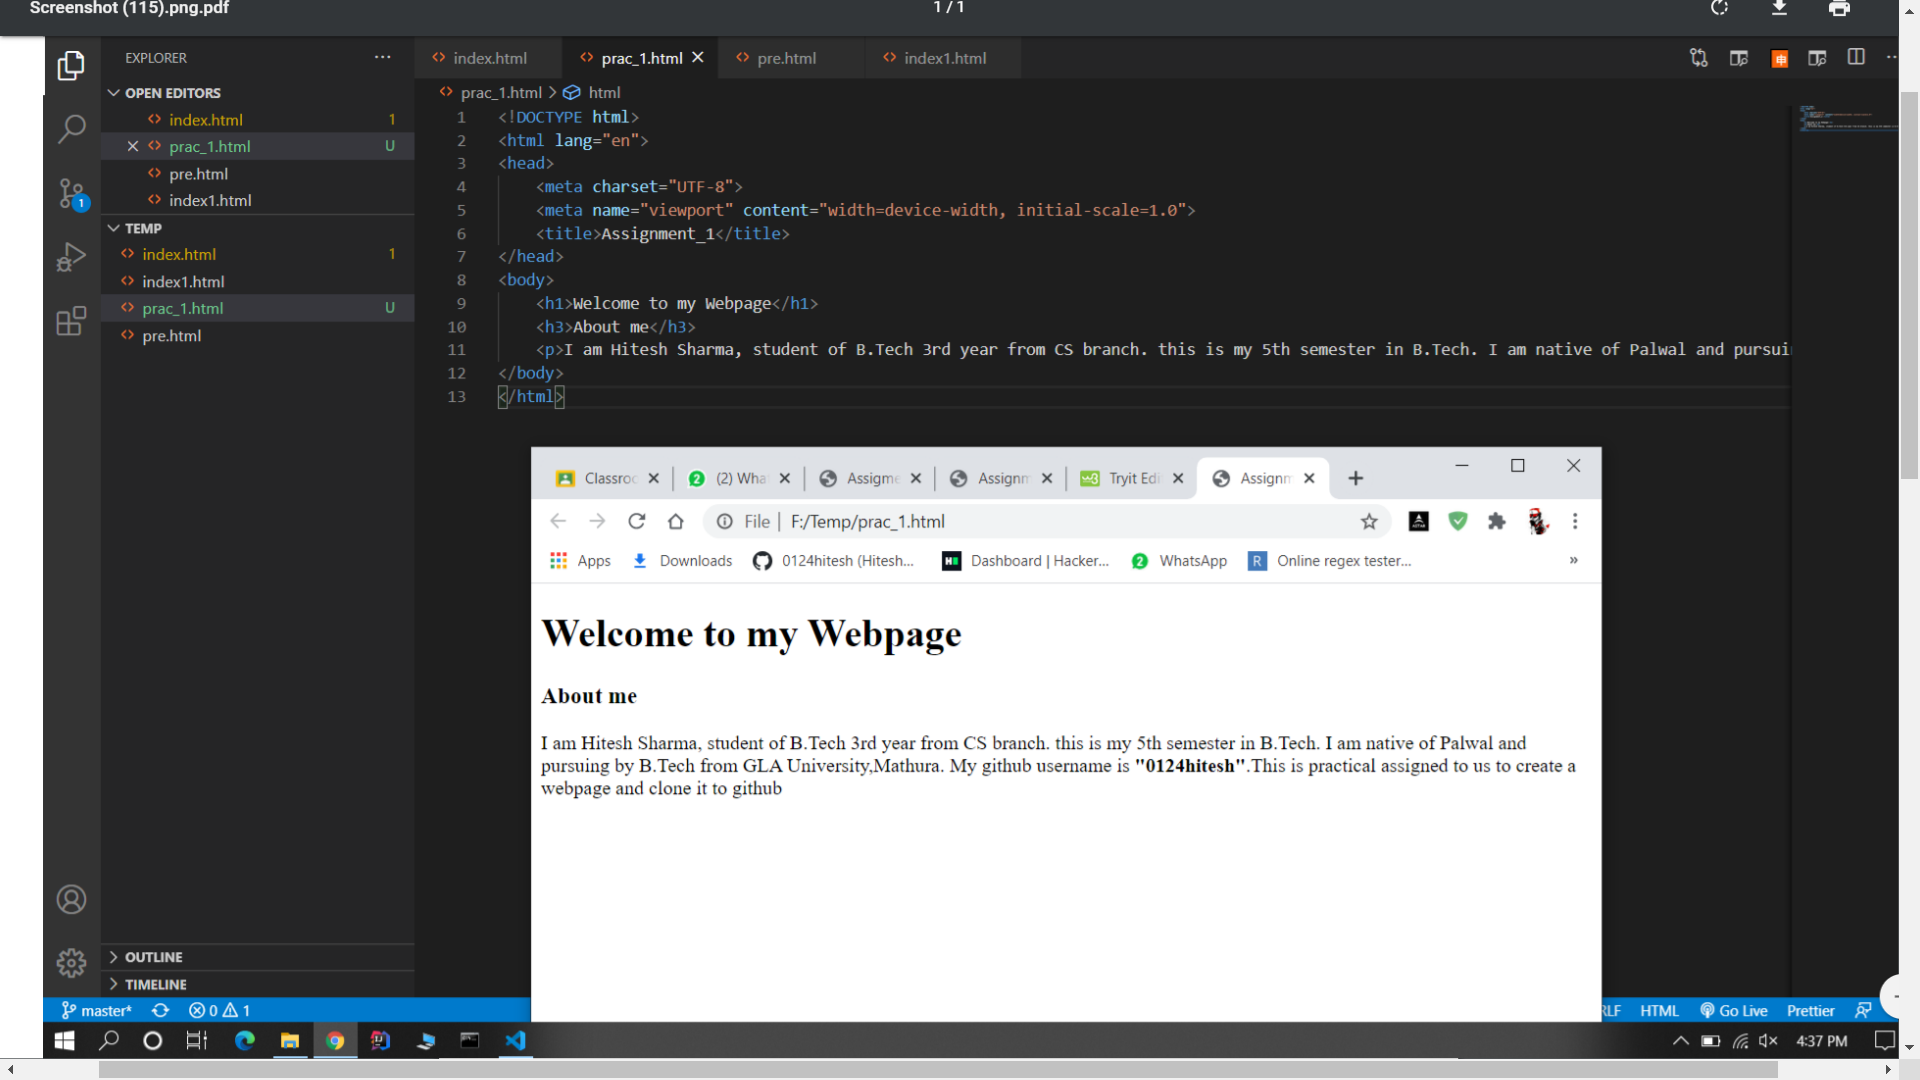 Screenshot (115).png.pdf
1 / 1
EXPLORER
index.html
prac_1.html
pre.html
index1.html
OPEN EDITORS
prac_1.html > html
index.html 1
prac_1.html U
pre.html
index1.html
TEMP
index.html 1
index1.html
prac_1.html U
pre.html
1 <!DOCTYPE html>
2 <html lang="en">
3 <head>
4 <meta charset="UTF-8">
5 <meta name="viewport" content="width=device-width, initial-scale=1.0">
6 <title>Assignment_1</title>
7 </head>
8 <body>
9 <h1>Welcome to my Webpage</h1>
10 <h3>About me</h3>
11 <p>I am Hitesh Sharma, student of B.Tech 3rd year from CS branch. this is my 5th semester in B.Tech. I am native of Palwal and pursui
12 </body>
13 </html>
Classroo
(2) Wha
Assigme
Assignm
Tryit Edi
Assignm
File | F:/Temp/prac_1.html
Apps
Downloads
0124hitesh (Hitesh...
Dashboard | Hacker...
WhatsApp
Online regex tester...
»
Welcome to my Webpage
About me
I am Hitesh Sharma, student of B.Tech 3rd year from CS branch. this is my 5th semester in B.Tech. I am native of Palwal and
pursuing by B.Tech from GLA University,Mathura. My github username is "0124hitesh".This is practical assigned to us to create a
webpage and clone it to github
OUTLINE
TIMELINE
master*
0
1
RLF
HTML
Go Live
Prettier
4:37 PM